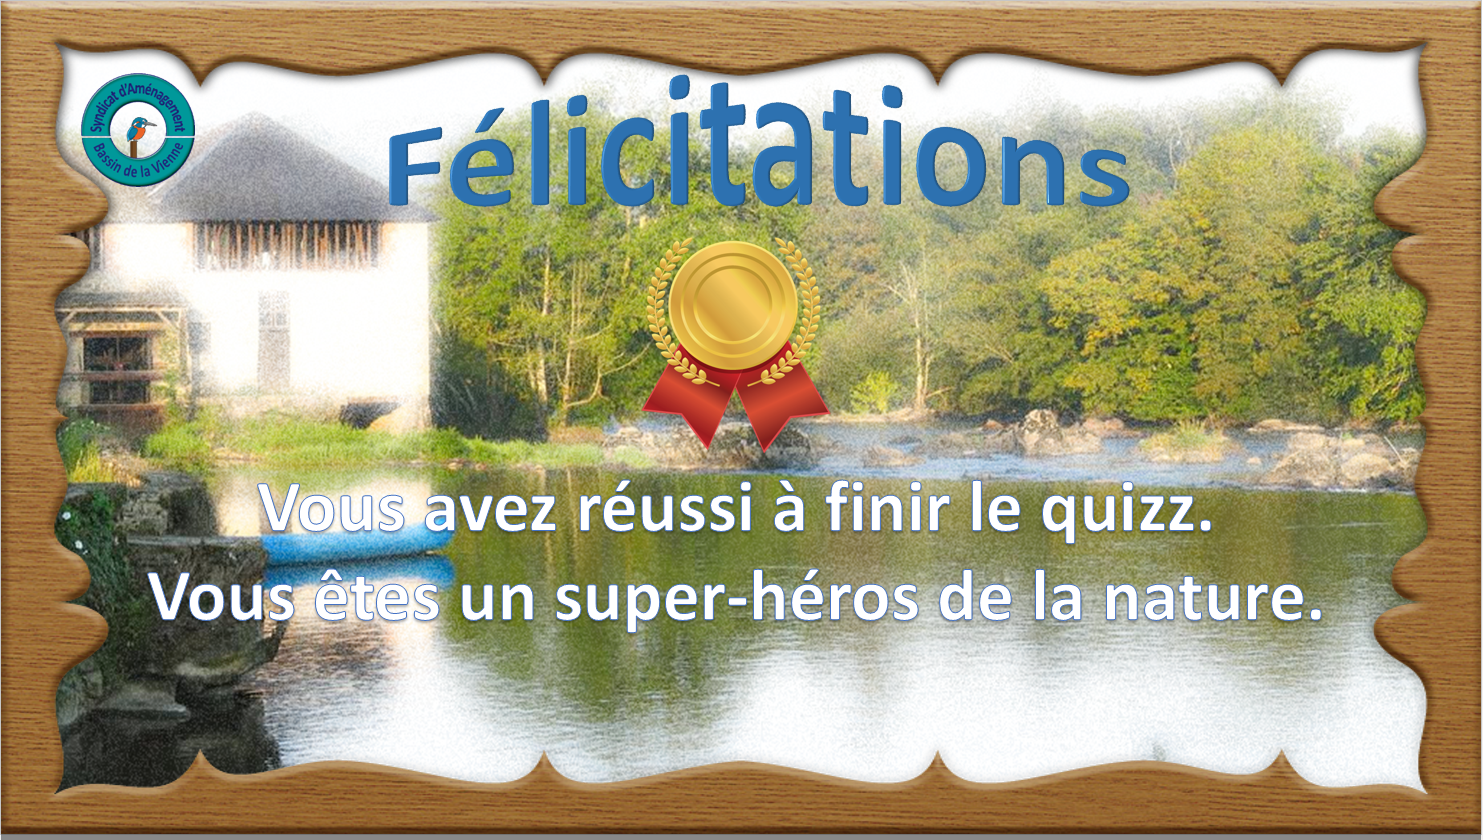 Syndicat d'Aménagement
Bassin de la Vienne
Félicitations
Vous avez réussi à finir le quizz.
Vous êtes un super-héros de la nature.